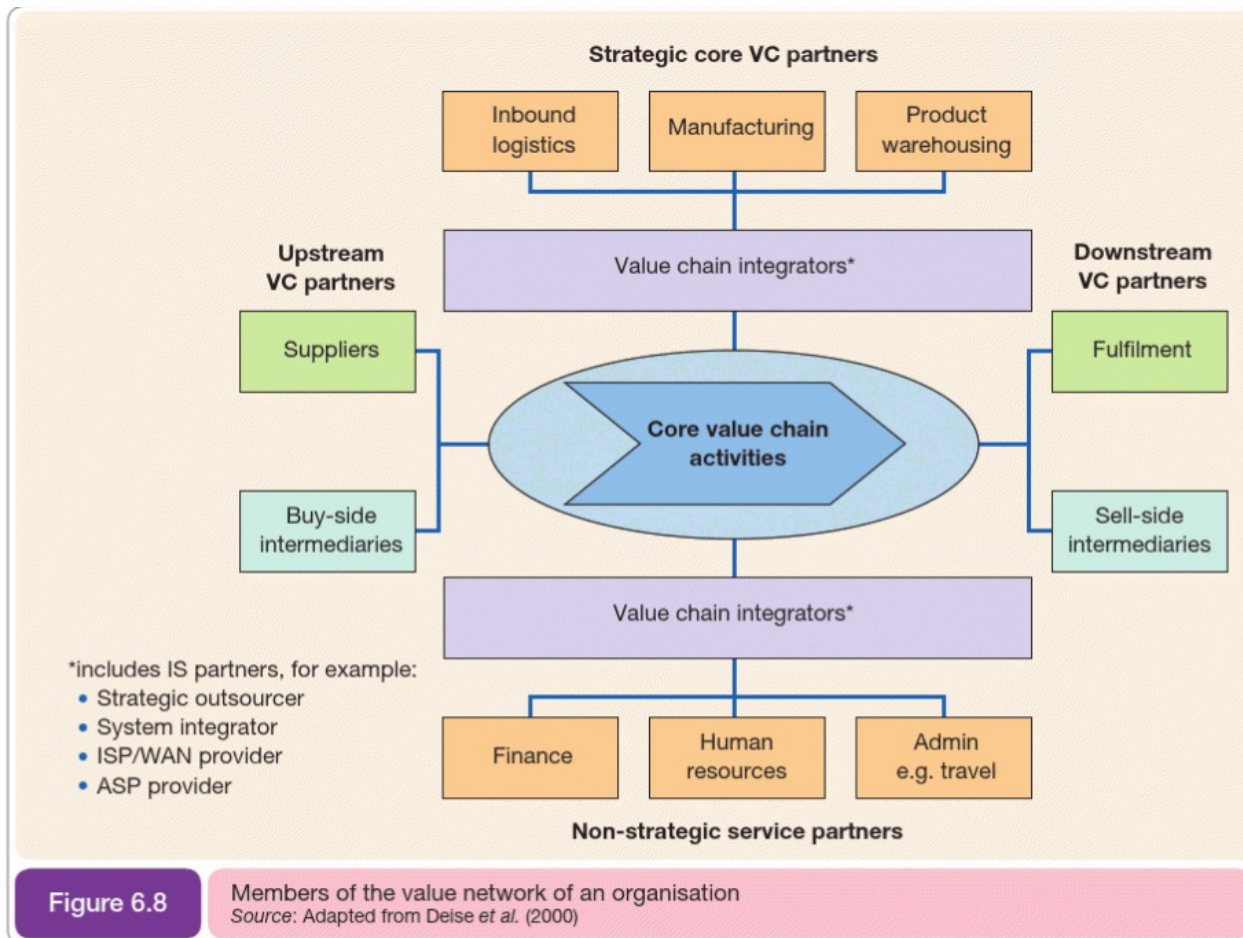 Strategic core VC partners
Inbound
logistics
Manufacturing
Product
warehousing
Value chain integrators*
Upstream
VC partners
Downstream
VC partners
Suppliers
Fulfilment
Core value chain
activities
Buy-side
intermediaries
Sell-side
intermediaries
Value chain integrators*
*includes IS partners, for example:
• Strategic outsourcer
• System integrator
• ISP/WAN provider
• ASP provider
Finance
Human
resources
Admin
e.g. travel
Non-strategic service partners
Figure 6.8
Members of the value network of an organisation
Source: Adapted from Deise et al. (2000)